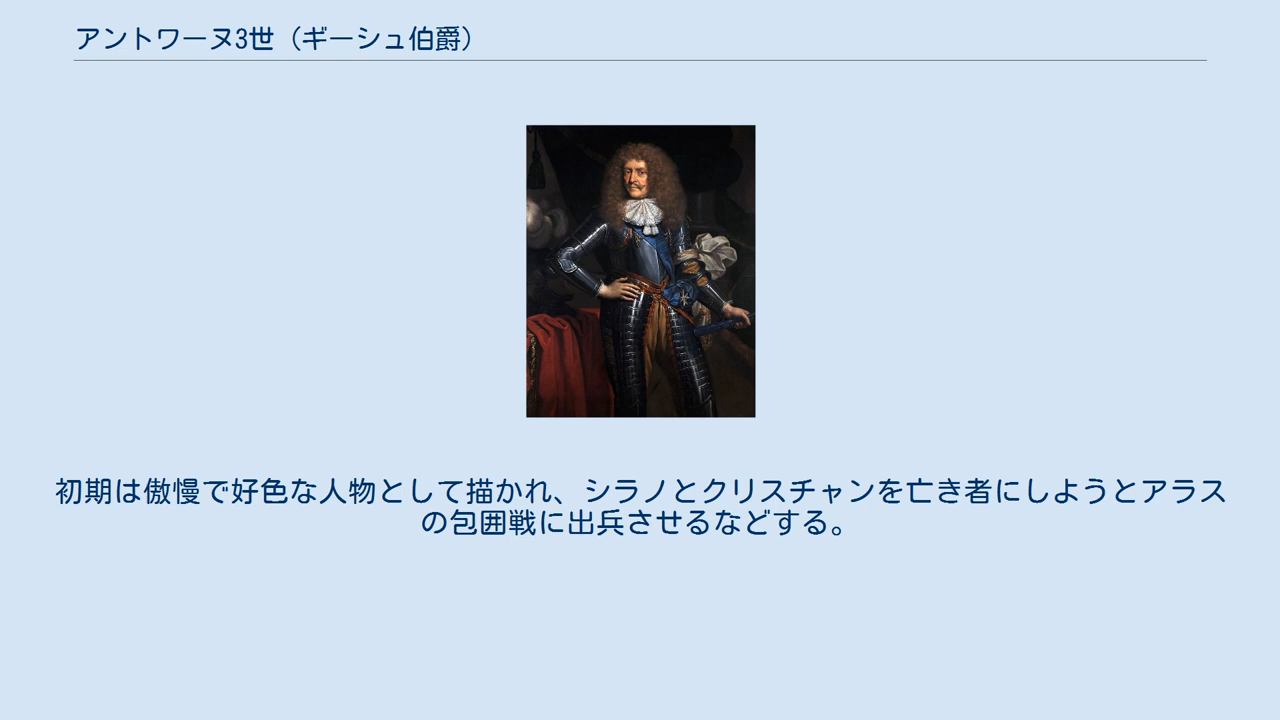 アントワーヌ3世（ギーシュ伯爵）
初期は傲慢で好色な人物として描かれ、シラノとクリスチャンを亡き者にしようとアラス
の包囲戦に出兵させるなどする。